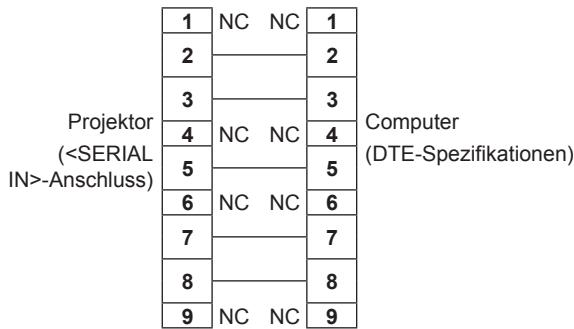 1 NC NC 1
2 2
3 3
Projektor
4 NC NC 4
Computer
(<SERIAL
(DTE-Spezifikationen)
5 5
IN>-Anschluss)
6 NC NC 6
7 7
8 8
9 NC NC 9